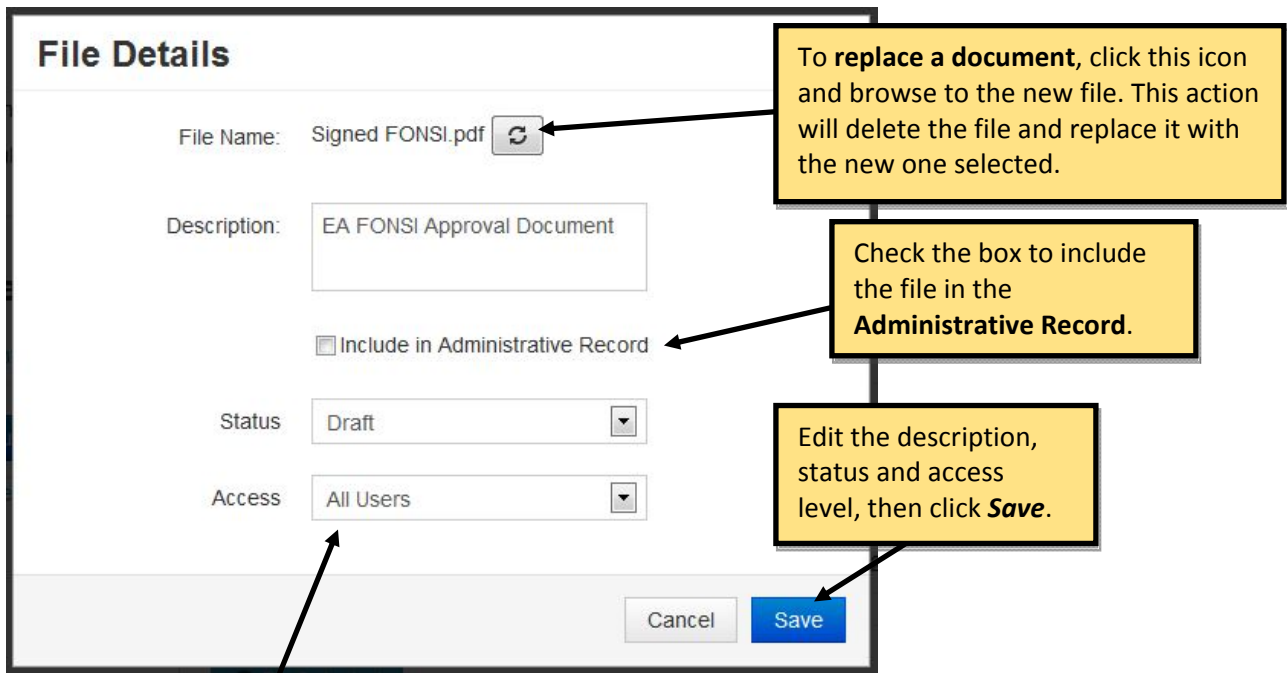 File Details
To replace a document, click this icon
and browse to the new file. This action
will delete the file and replace it with
the new one selected.
File Name: Signed FONSI.pdf
Description: EA FONSI Approval Document
Check the box to include
the file in the
Administrative Record.
Include in Administrative Record
Status Draft
Edit the description,
status and access
level, then click Save.
Access All Users
Cancel Save